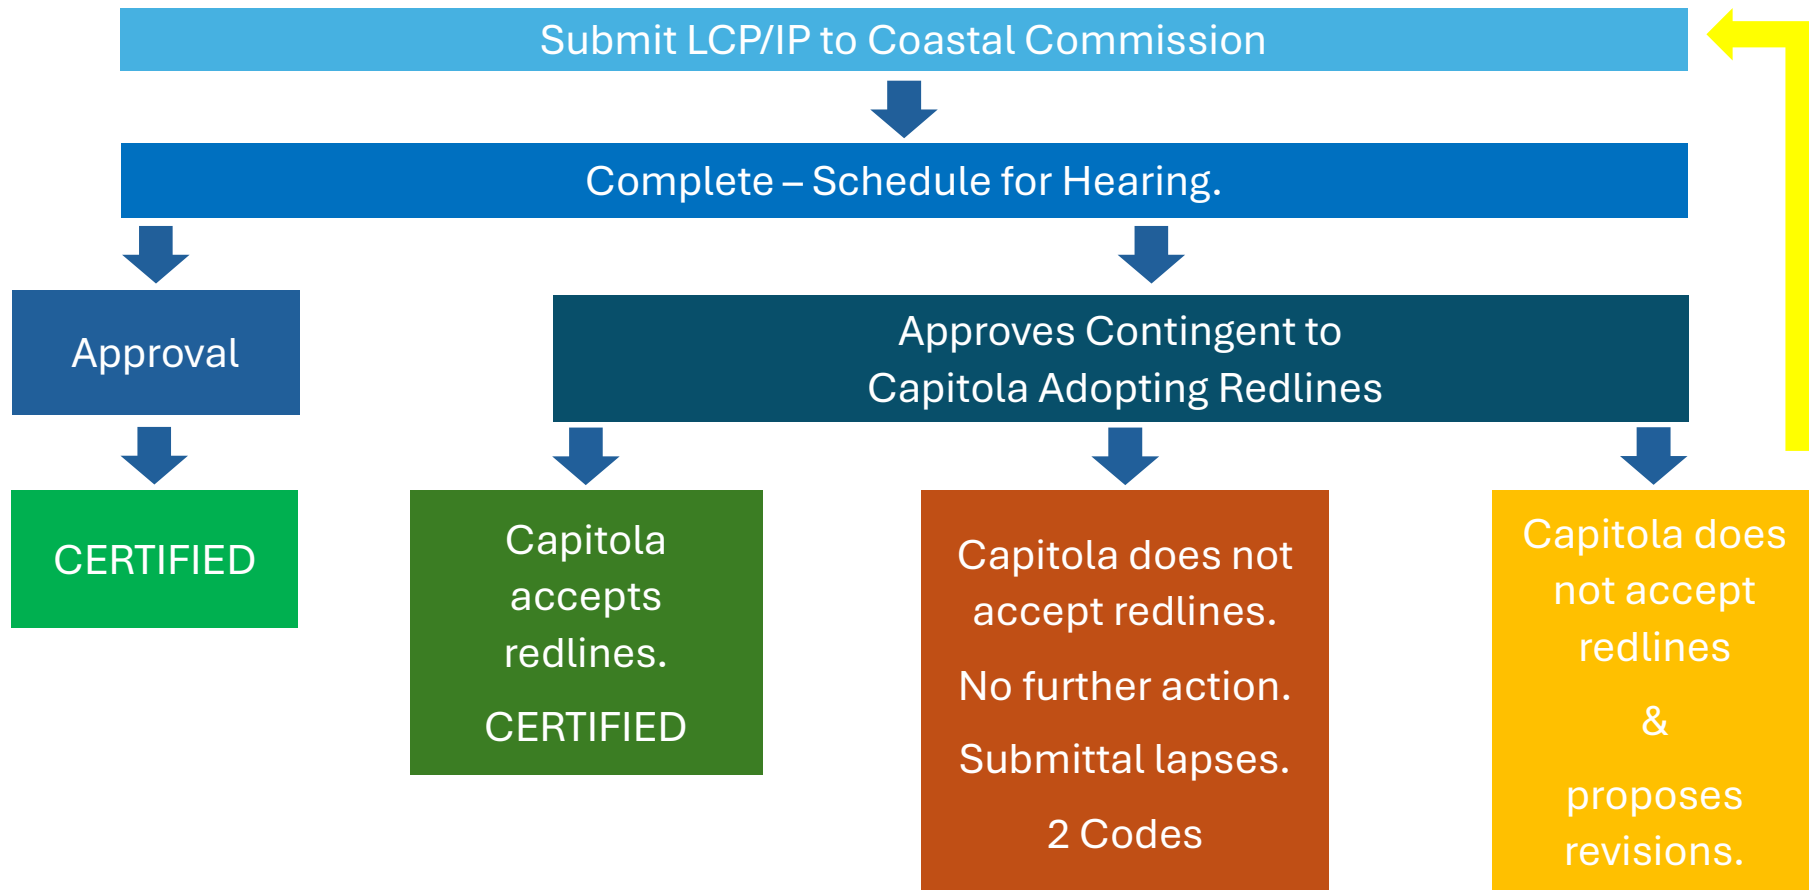 Submit LCP/IP to Coastal Commission
Complete – Schedule for Hearing.
Approval
Approves Contingent to
Capitola Adopting Redlines
CERTIFIED
Capitola
accepts
redlines.
CERTIFIED
Capitola does not
accept redlines.
No further action.
Submittal lapses.
2 Codes
Capitola does
not accept
redlines
&
proposes
revisions.